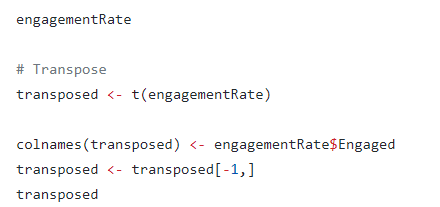 engagementRate
# Transpose
transposed <- t(engagementRate)
colnames(transposed) <- engagementRate$Engaged
transposed <- transposed[-1,]
transposed